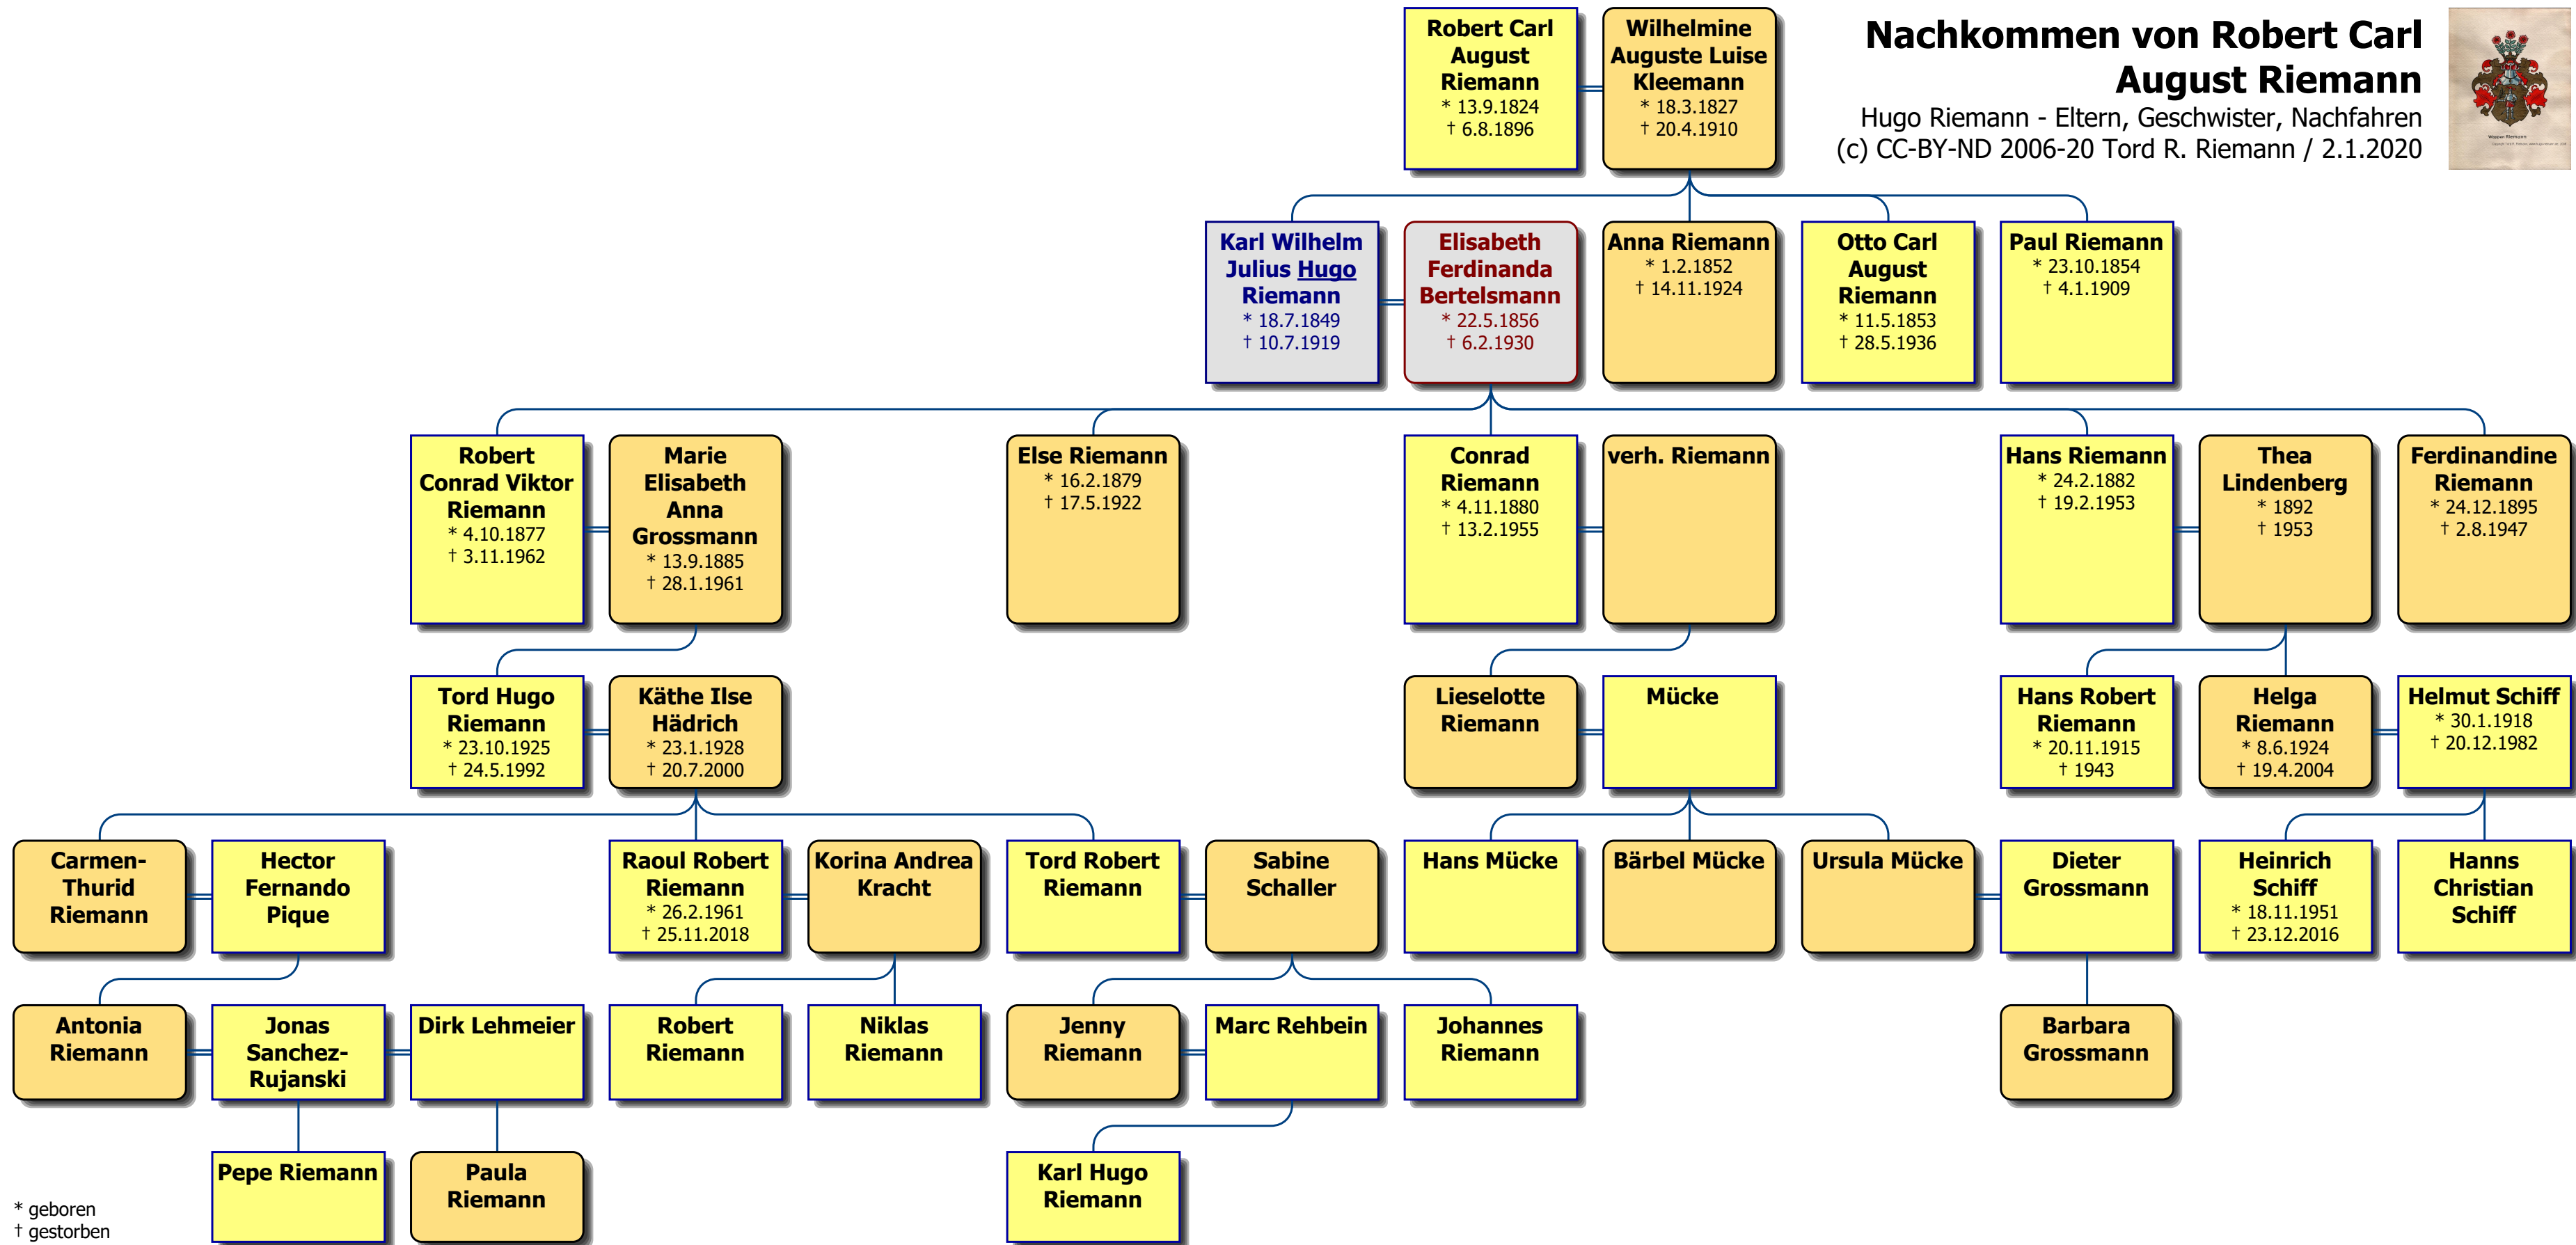 Nachkommen von Robert Carl
August Riemann
Hugo Riemann - Eltern, Geschwister, Nachfahren
(c) CC-BY-ND 2006-20 Tord R. Riemann / 2.1.2020
Wappen Riemann
Robert Carl
August
Riemann
* 13.9.1824
† 6.8.1896
Wilhelmine
Auguste Luise
Kleemann
* 18.3.1827
† 20.4.1910
Karl Wilhelm
Julius Hugo
Riemann
* 18.7.1849
† 10.7.1919
Elisabeth
Ferdinanda
Bertelsmann
* 22.5.1856
† 6.2.1930
Anna Riemann
* 1.2.1852
† 14.11.1924
Otto Carl
August
Riemann
* 11.5.1853
† 28.5.1936
Paul Riemann
* 23.10.1854
† 4.1.1909
Robert
Conrad Viktor
Riemann
* 4.10.1877
† 3.11.1962
Marie
Elisabeth
Anna
Grossmann
* 13.9.1885
† 28.1.1961
Else Riemann
* 16.2.1879
† 17.5.1922
Conrad
Riemann
* 4.11.1880
† 13.2.1955
verh. Riemann
Hans Riemann
* 24.2.1882
† 19.2.1953
Thea
Lindenberg
* 1892
† 1953
Ferdinandine
Riemann
* 24.12.1895
† 2.8.1947
Tord Hugo
Riemann
* 23.10.1925
† 24.5.1992
Käthe Ilse
Hädrich
* 23.1.1928
† 20.7.2000
Lieselotte
Riemann
Mücke
Hans Robert
Riemann
* 20.11.1915
† 1943
Helga
Riemann
* 8.6.1924
† 19.4.2004
Helmut Schiff
* 30.1.1918
† 20.12.1982
Carmen-
Thurid
Riemann
Hector
Fernando
Pique
Raoul Robert
Riemann
* 26.2.1961
† 25.11.2018
Korina Andrea
Kracht
Tord Robert
Riemann
Sabine
Schaller
Hans Mücke
Bärbel Mücke
Ursula Mücke
Dieter
Grossmann
Heinrich
Schiff
* 18.11.1951
† 23.12.2016
Hanns
Christian
Schiff
Antonia
Riemann
Jonas
Sanchez-
Rujanski
Dirk Lehmeier
Robert
Riemann
Niklas
Riemann
Jenny
Riemann
Marc Rehbein
Johannes
Riemann
Barbara
Grossmann
Pepe Riemann
Paula
Riemann
Karl Hugo
Riemann
* geboren
† gestorben